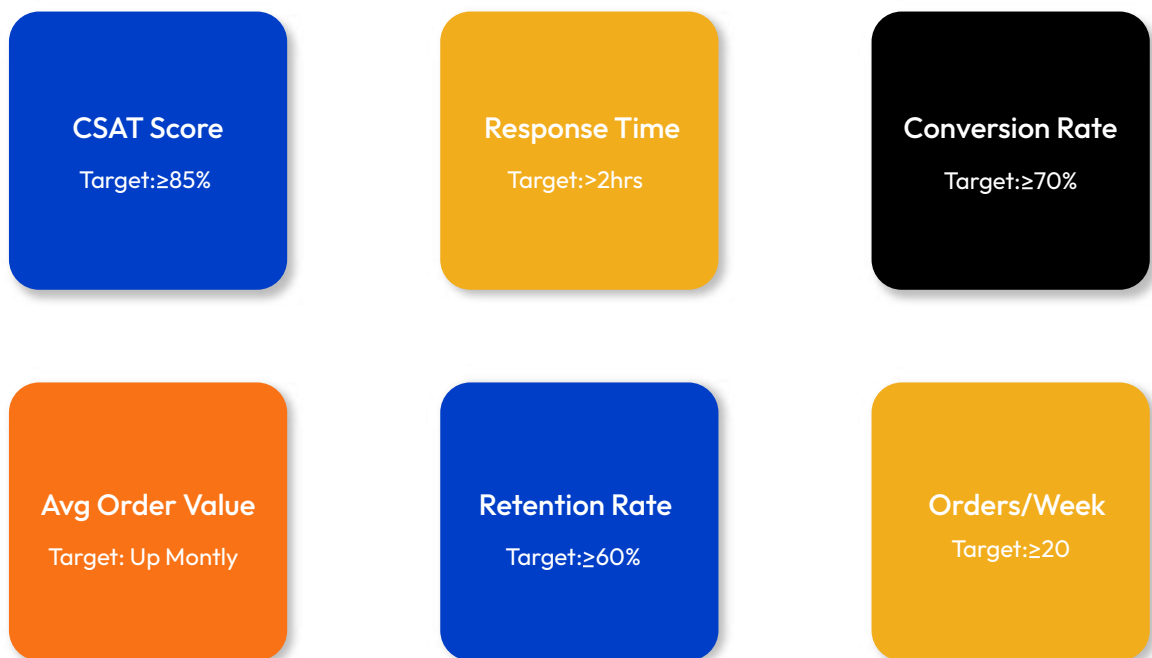 CSAT Score
Target:≥85%
Response Time
Target:>2hrs
Conversion Rate
Target:≥70%
Avg Order Value
Target: Up Montly
Retention Rate
Target:≥60%
Orders/Week
Target:≥20